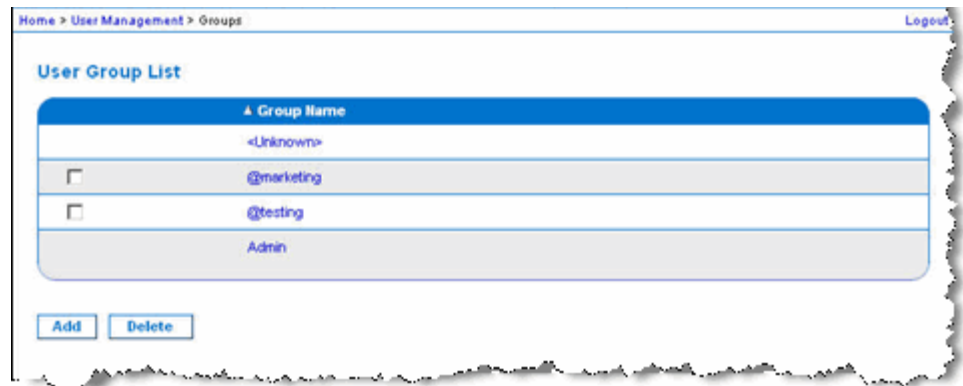 Home > User Management > Groups Logout
User Group List
▲ Group Name
<Unknown>
@marketing
@testing
Admin
Add Delete